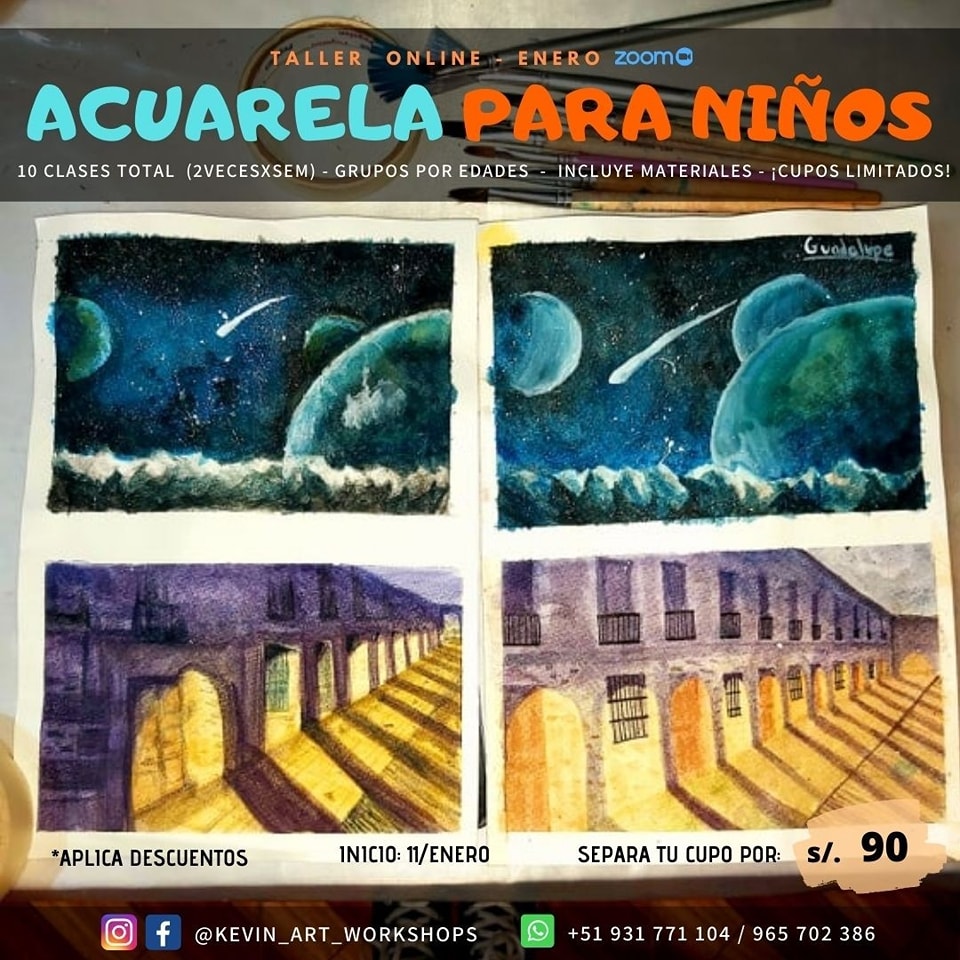 TALLER ONLINE - ENERO zoom
ACUARELA PARA NIÑOS
10 CLASES TOTAL (2VECESXSEM) - GRUPOS POR EDADES - INCLUYE MATERIALES - ¡CUPOS LIMITADOS!
Guadalupe
*APLICA DESCUENTOS
INICIO: 11/ENERO
SEPARA TU CUPO POR: s/. 90
@KEVIN_ART_WORKSHOPS
+51 931 771 104 / 965 702 386